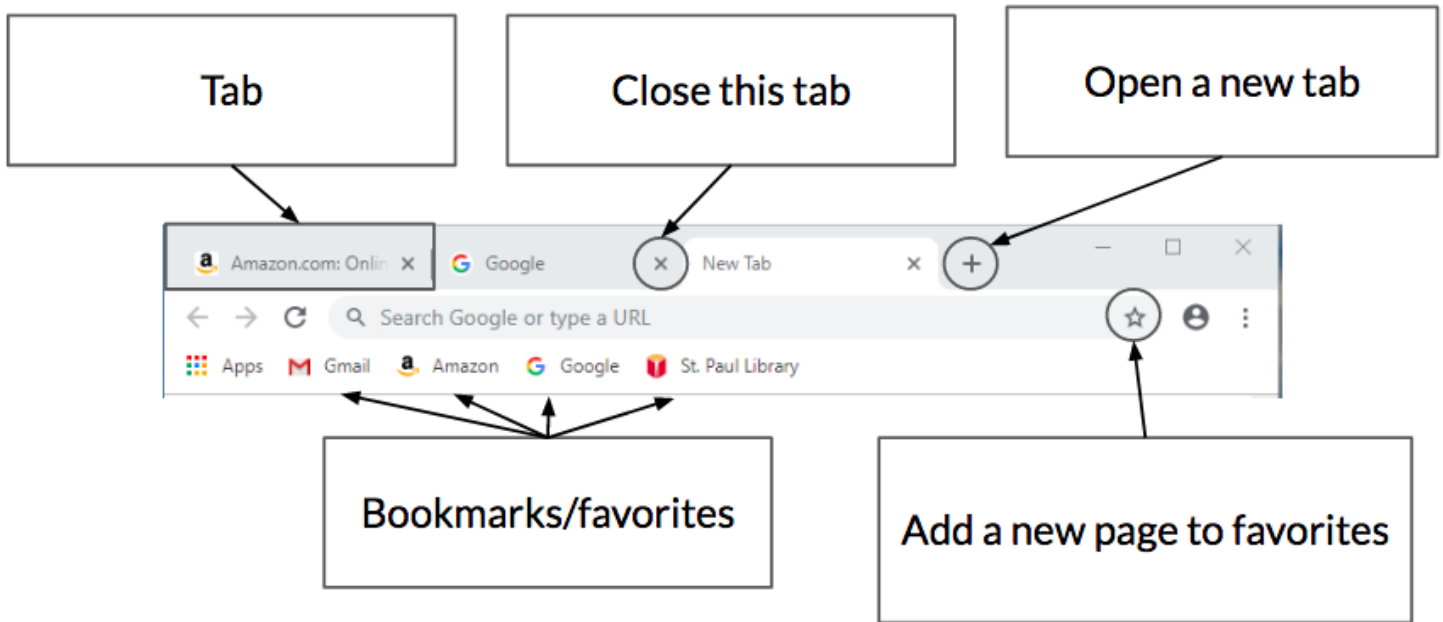 Tab
Close this tab
Open a new tab
Amazon.com: Onlin
Google
New Tab
Search Google or type a URL
Apps
Gmail
Amazon
Google
St. Paul Library
Bookmarks/favorites
Add a new page to favorites